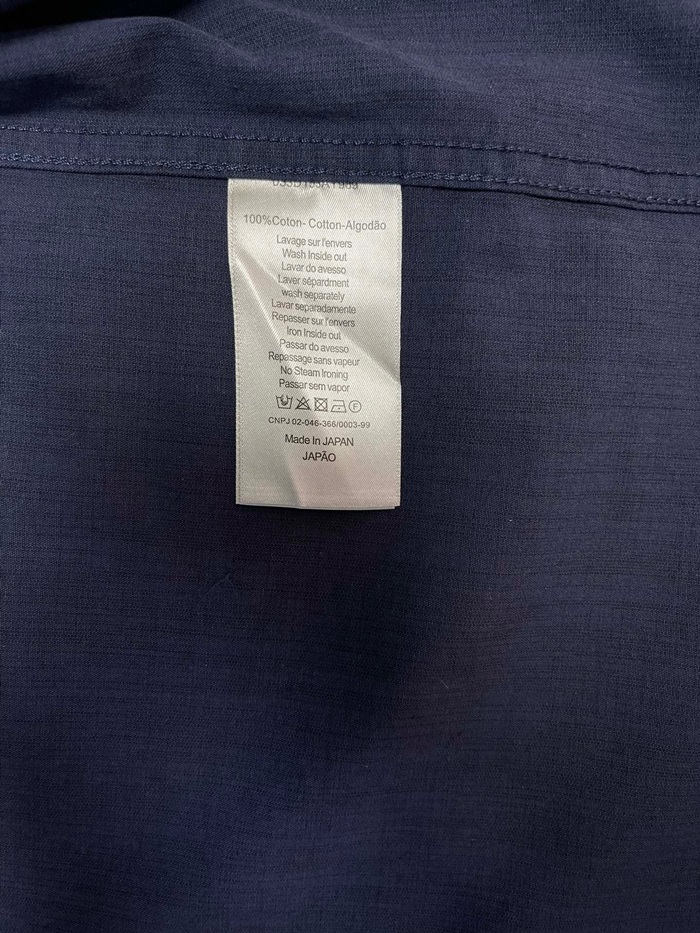 100%Coton- Cotton-Algodão
Lavage sur l'envers
Wash Inside out
Lavar do avesso
Laver sépardment
wash separately
Lavar separadamente
Repasser sur l'envers
Iron Inside out
Passar do avesso
Repassage sans vapeur
No Steam Ironing
Passar sem vapor
CNPJ 02-046-366/0003-99
Made In JAPAN
JAPÃO